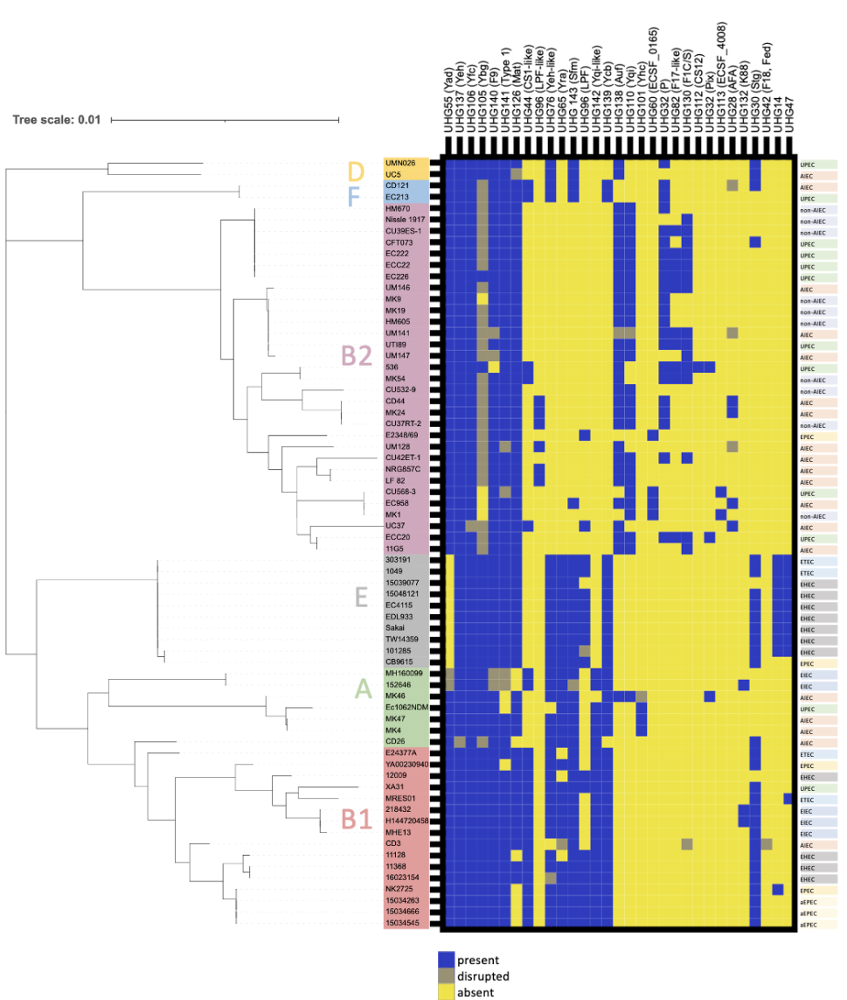 UHG55 (Yad)
UHG137 (Yeh)
UHG106 (Yfc)
UHG105 (Ybg)
UHG140 (F9)
UHG141 (Type 1)
UHG126 (Mat)
UHG44 (CS1-like)
UHG96 (LPF-like)
UHG76 (Yeh-like)
UHG65 (Yra)
UHG 143 (Sfm)
UHG96 (LPF)
UHG142 (Yqi-like)
UHG139 (Ycb)
UHG138 (Auf)
UHG110 (Yqi)
UHG101 (Yhc)
UHG60 (ECSF_0165)
UHG32 (P)
UHG82 (F17-like)
UHG130 (F1C/S)
UHG112 (CS12)
UHG32 (Pix)
UHG113 (ECSF_4008)
UHG28 (AFA)
UHG132 (K88)
UHG30 (Stg)
UHG42 (F18, Fed)
UHG14
UHG47
Tree scale: 0.01
D
F
B2
E
A
B1
UMN026 UPEC
UC5 AIEC
CD121 AIEC
EC213 UPEC
HM670 non-AIEC
Nissle 1917 non-AIEC
CU39ES-1 non-AIEC
CFT073 UPEC
EC222 UPEC
ECC22 UPEC
EC226 UPEC
UM146 AIEC
MK9 non-AIEC
MK19 non-AIEC
HM605 non-AIEC
UM141 AIEC
UTI89 UPEC
UM147 AIEC
536 UPEC
MK54 non-AIEC
CU532-9 non-AIEC
CD44 AIEC
MK24 AIEC
CU37RT-2 non-AIEC
E2348/69 EPEC
UM128 AIEC
CU42ET-1 AIEC
NRG857C AIEC
LF 82 AIEC
CU568-3 UPEC
EC958 AIEC
MK1 non-AIEC
UC37 AIEC
ECC20 UPEC
11G5 AIEC
303191 ETEC
1049 ETEC
15039077 EHEC
15048121 EHEC
EC4115 EHEC
EDL933 EHEC
Sakai EHEC
TW14359 EHEC
101285 EHEC
CB9615 EPEC
MH160099 EIEC
152646 EIEC
MK46 AIEC
Ec1062NDM UPEC
MK47 AIEC
MK4 AIEC
CD26 AIEC
E24377A ETEC
YA00230940 EPEC
12009 EHEC
XA31 UPEC
MRES01 ETEC
218432 EIEC
H144720458 EIEC
MHE13 EIEC
CD3 AIEC
11128 EHEC
11368 EHEC
16023154 EHEC
NK2725 EPEC
15034263 aEPEC
15034666 aEPEC
15034545 aEPEC
present
disrupted
absent